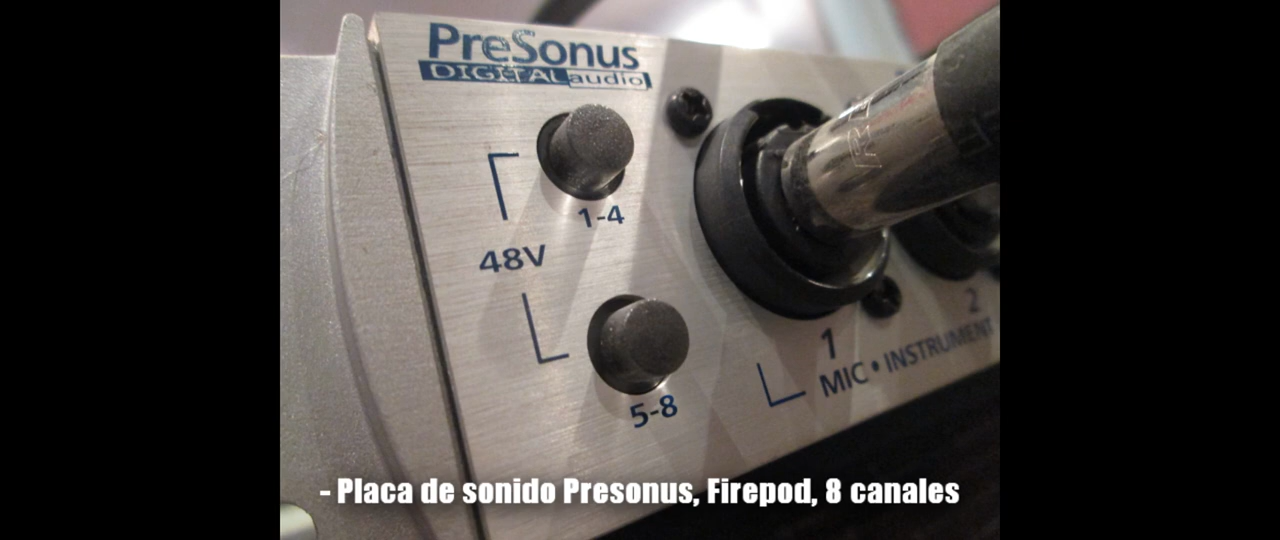 PreSonus
DIGITAL audio
1-4
48V
5-8
1
2
MIC • INSTRUMENT
- Placa de sonido Presonus, Firepod, 8 canales